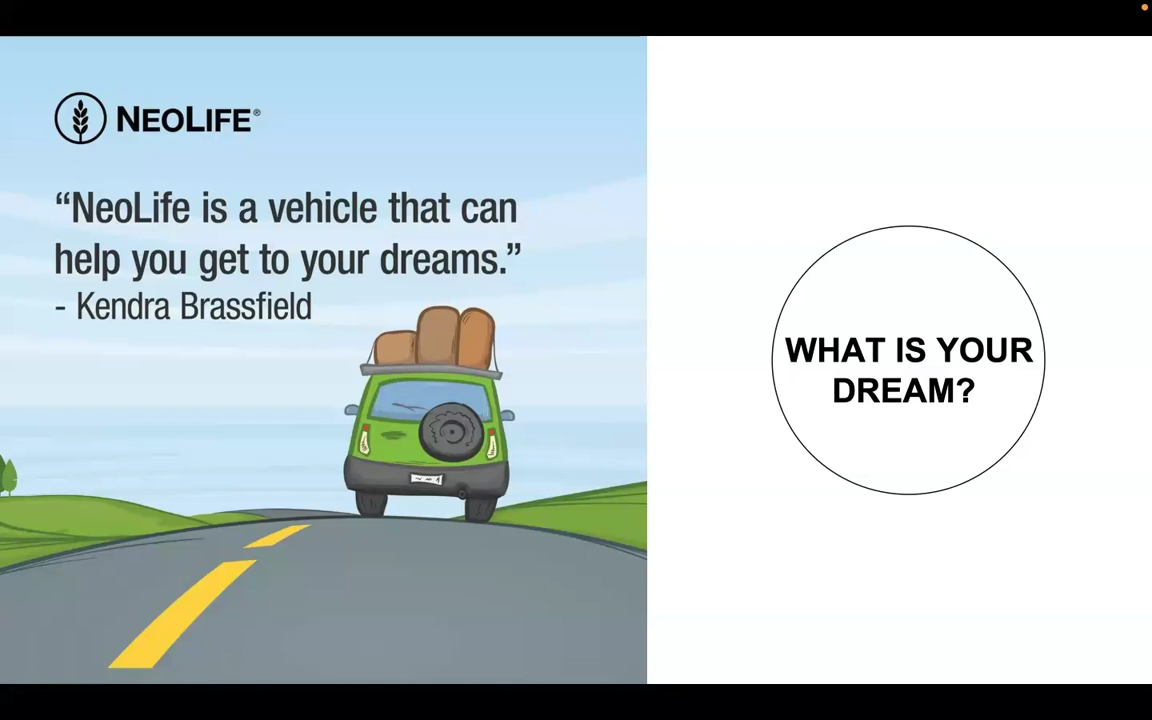 NEOLIFE®
“NeoLife is a vehicle that can
help you get to your dreams.”
- Kendra Brassfield
WHAT IS YOUR
DREAM?